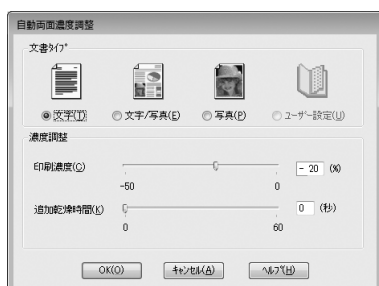 自動両面濃度調整
文書ﾀｲﾌﾟ
文字(T) 文字/写真(E) 写真(P) ユーザー設定(U)
濃度調整
印刷濃度(C) - 20 (%)
-50 0
追加乾燥時間(K) 0 (秒)
0 60
OK(O) ｷｬﾝｾﾙ(A) ﾍﾙﾌﾟ(H)